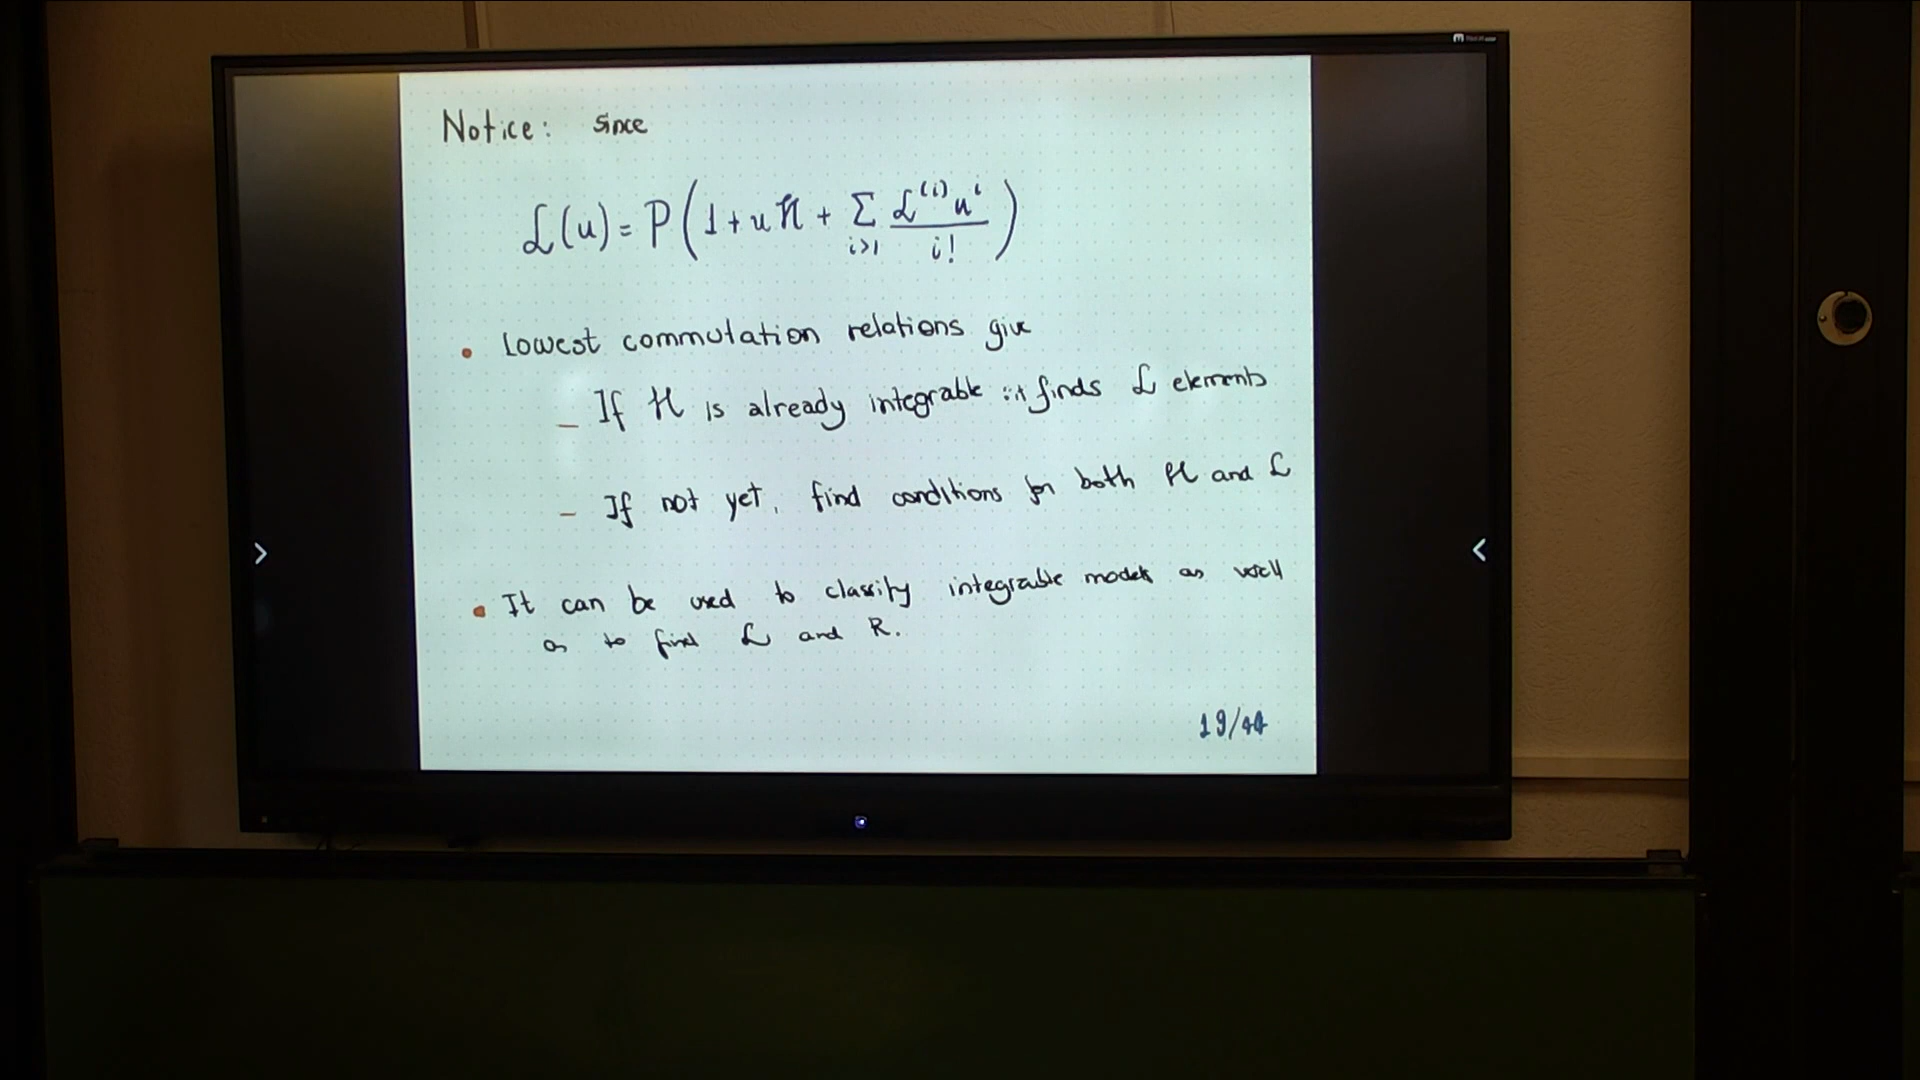 Notice: since
L(u) = P(1 + uH + Σ_{i>1} L^{(i)} u^i / i!)
• Lowest commutation relations give
– If H is already integrable it finds L elements
– If not yet, find conditions for both H and L
• It can be used to classify integrable models as well
as to find L and R.
19/44